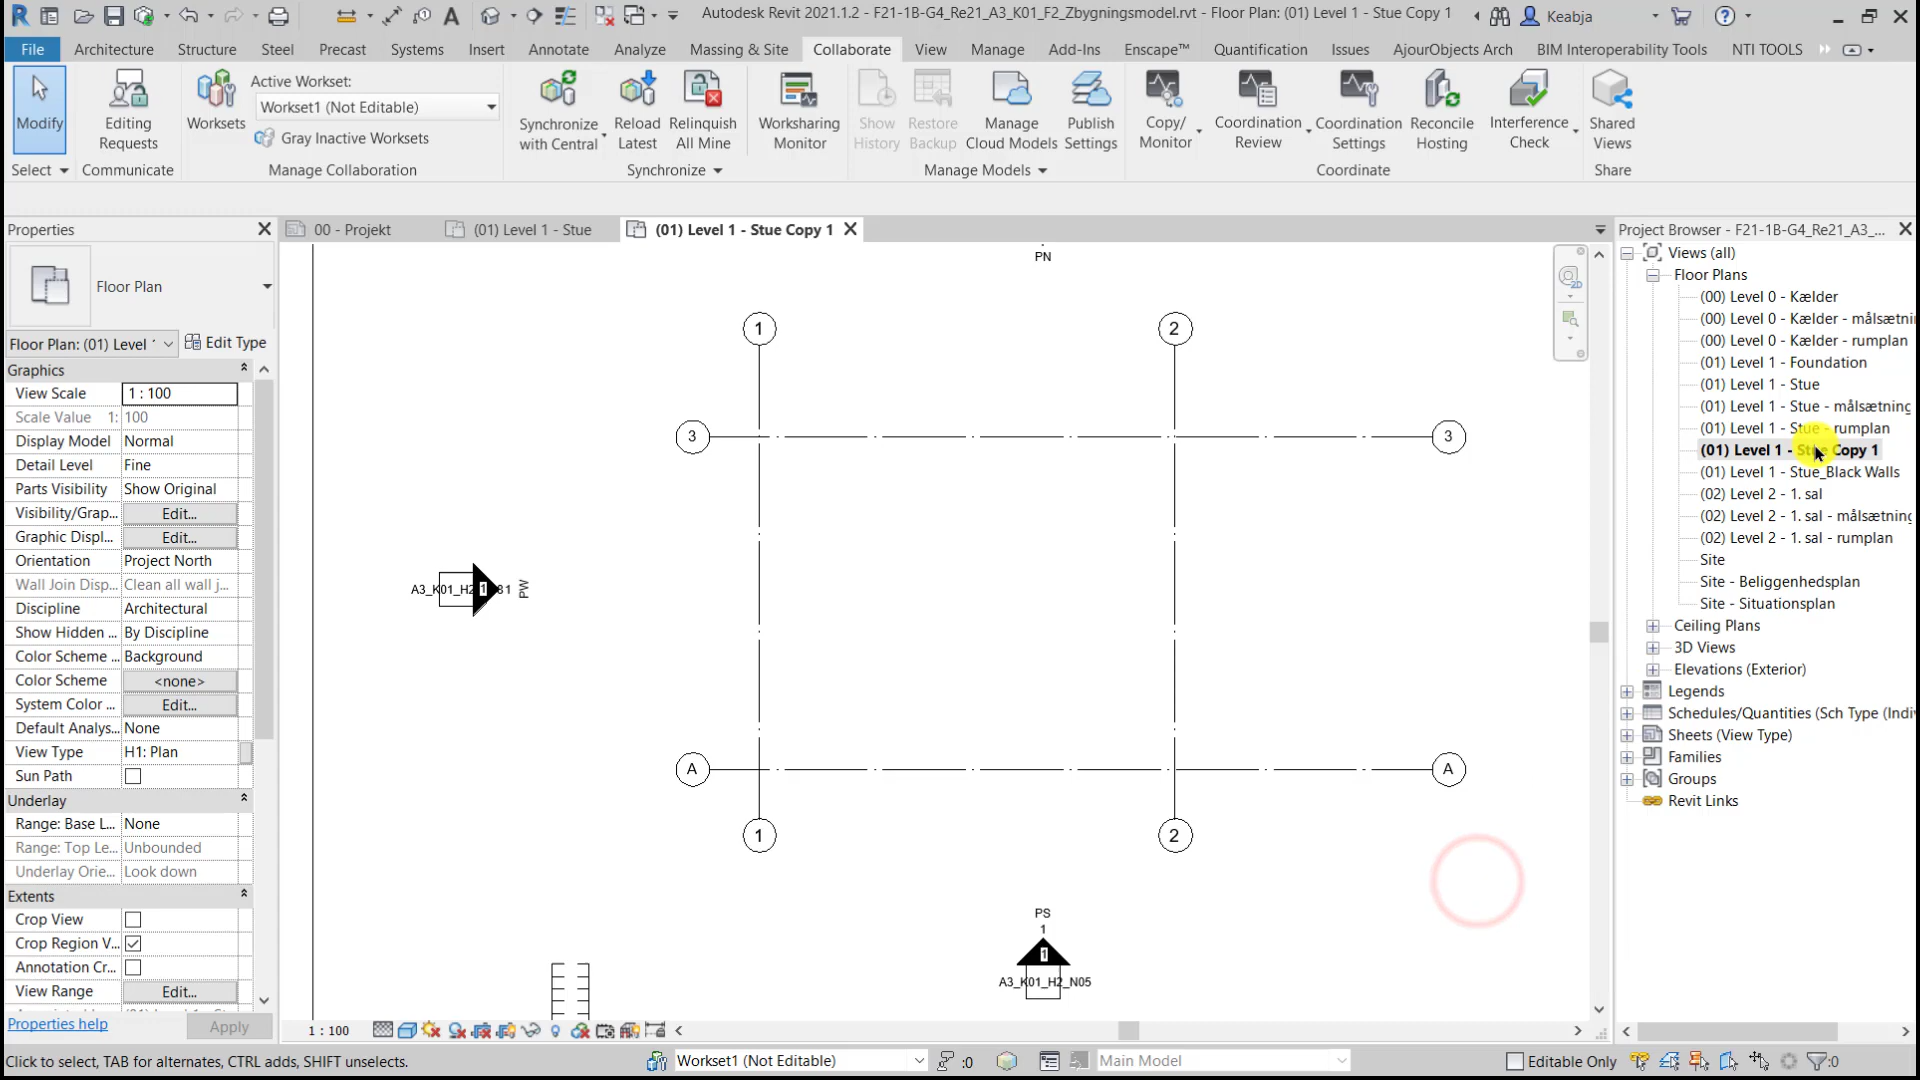 Autodesk Revit 2021.1.2 - F21-1B-G4_Re21_A3_K01_F2_Zbygningsmodel.rvt - Floor Plan: (01) Level 1 - Stue Copy 1
Keabja
File Architecture Structure Steel Precast Systems Insert Annotate Analyze Massing & Site Collaborate View Manage Add-Ins Enscape™ Quantification Issues AjourObjects Arch BIM Interoperability Tools NTI TOOLS
Modify
Editing Requests
Worksets
Active Workset:
Workset1 (Not Editable)
Gray Inactive Worksets
Synchronize with Central
Reload Latest
Relinquish All Mine
Worksharing Monitor
Show History
Restore Backup
Manage Cloud Models
Publish Settings
Copy/ Monitor
Coordination Review
Coordination Settings
Reconcile Hosting
Interference Check
Shared Views
Select Communicate Manage Collaboration Synchronize Manage Models Coordinate Share
Properties
Floor Plan
Floor Plan: (01) Level 1
Edit Type
Graphics
View Scale 1 : 100
Scale Value 1: 100
Display Model Normal
Detail Level Fine
Parts Visibility Show Original
Visibility/Grap... Edit...
Graphic Displ... Edit...
Orientation Project North
Wall Join Disp... Clean all wall j...
Discipline Architectural
Show Hidden ... By Discipline
Color Scheme ... Background
Color Scheme <none>
System Color ... Edit...
Default Analys... None
View Type H1: Plan
Sun Path
Underlay
Range: Base L... None
Range: Top Le... Unbounded
Underlay Orie... Look down
Extents
Crop View
Crop Region V...
Annotation Cr...
View Range Edit...
Properties help
Apply
00 - Projekt
(01) Level 1 - Stue
(01) Level 1 - Stue Copy 1
PN
1 2
3 3
1
PW
A A
1 2
PS
1
1
A3_K01_H2_N05
2D
1 : 100
Project Browser - F21-1B-G4_Re21_A3_...
Views (all)
Floor Plans
(00) Level 0 - Kælder
(00) Level 0 - Kælder - målsætni
(00) Level 0 - Kælder - rumplan
(01) Level 1 - Foundation
(01) Level 1 - Stue
(01) Level 1 - Stue - målsætning
(01) Level 1 - Stue - rumplan
(01) Level 1 - Stue Copy 1
(01) Level 1 - Stue_Black Walls
(02) Level 2 - 1. sal
(02) Level 2 - 1. sal - målsætning
(02) Level 2 - 1. sal - rumplan
Site
Site - Beliggenhedsplan
Site - Situationsplan
Ceiling Plans
3D Views
Elevations (Exterior)
Legends
Schedules/Quantities (Sch Type (Indi
Sheets (View Type)
Families
Groups
Revit Links
Click to select, TAB for alternates, CTRL adds, SHIFT unselects.
Workset1 (Not Editable)
:0
Main Model
Editable Only
:0